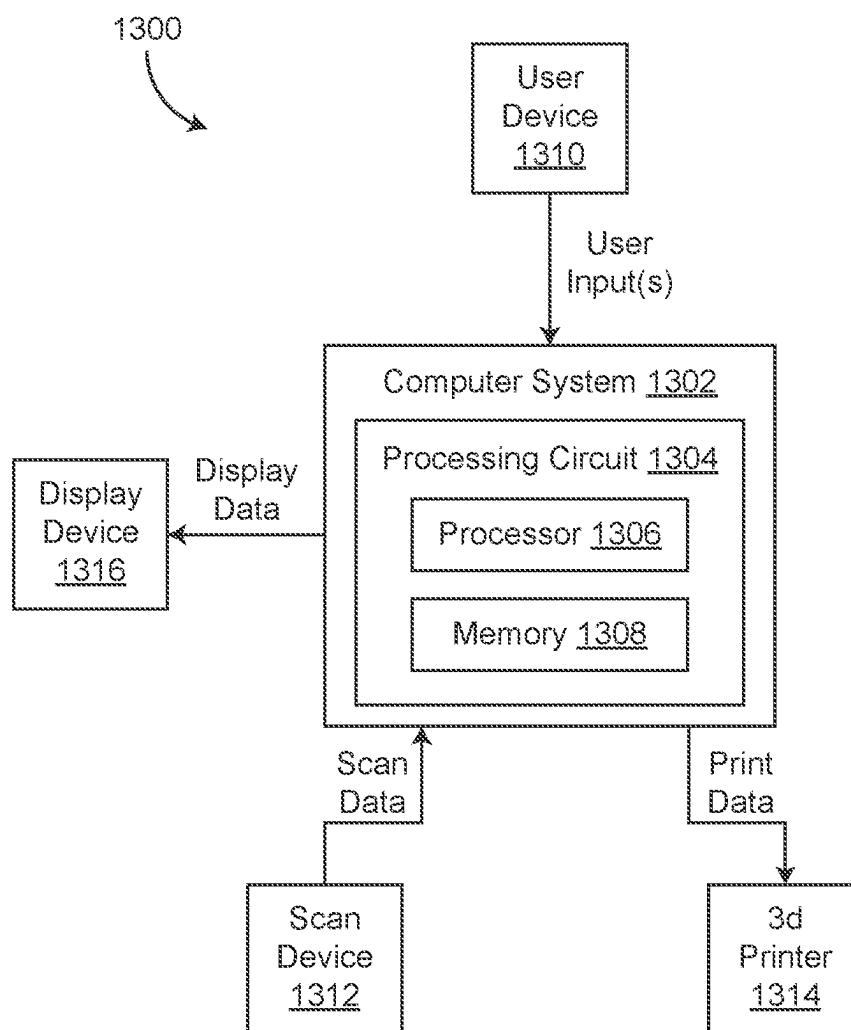 1300
User
Device
1310
User
Input(s)
Computer System 1302
Processing Circuit 1304
Processor 1306
Memory 1308
Display
Data
Display
Device
1316
Scan
Data
Print
Data
Scan
Device
1312
3d
Printer
1314